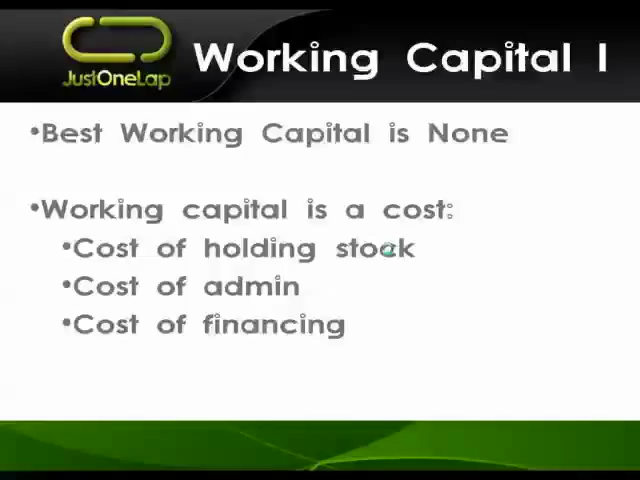 JustOneLap
Working Capital I
•Best Working Capital is None
•Working capital is a cost:
•Cost of holding stock
•Cost of admin
•Cost of financing